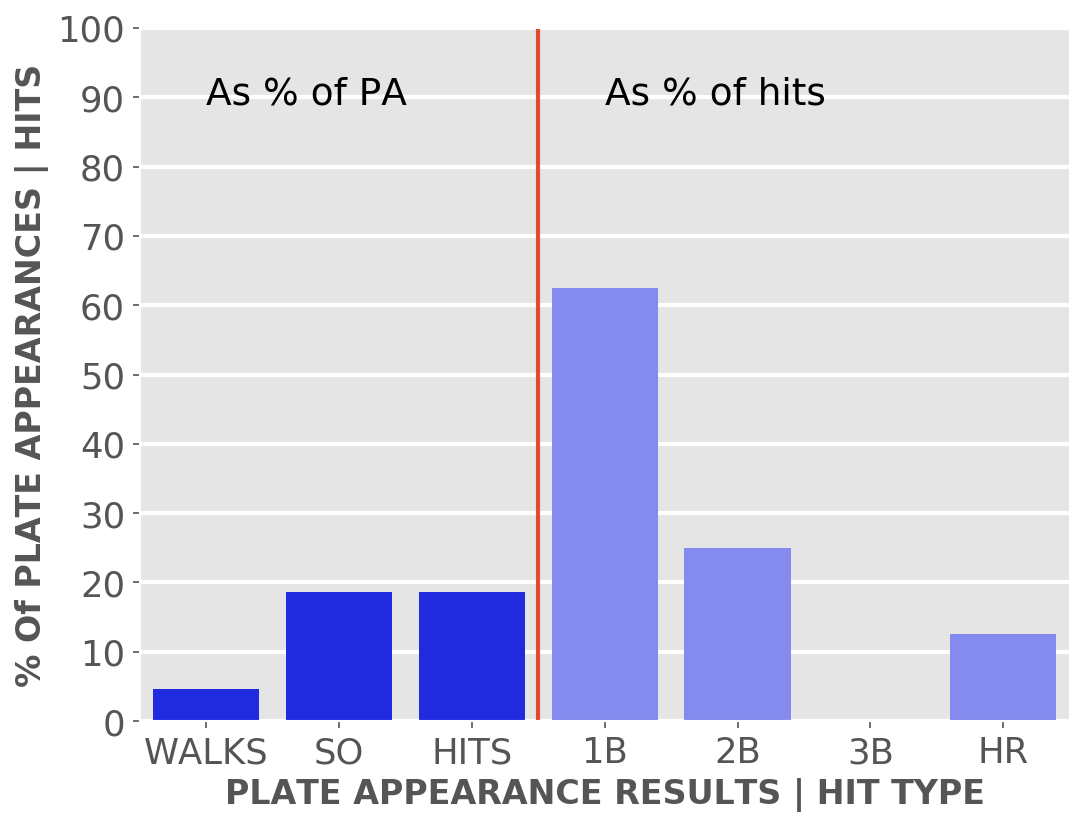 % Of PLATE APPEARANCES | HITS
100
90
80
70
60
50
40
30
20
10
0
As % of PA
As % of hits
WALKS SO HITS 1B 2B 3B HR
PLATE APPEARANCE RESULTS | HIT TYPE